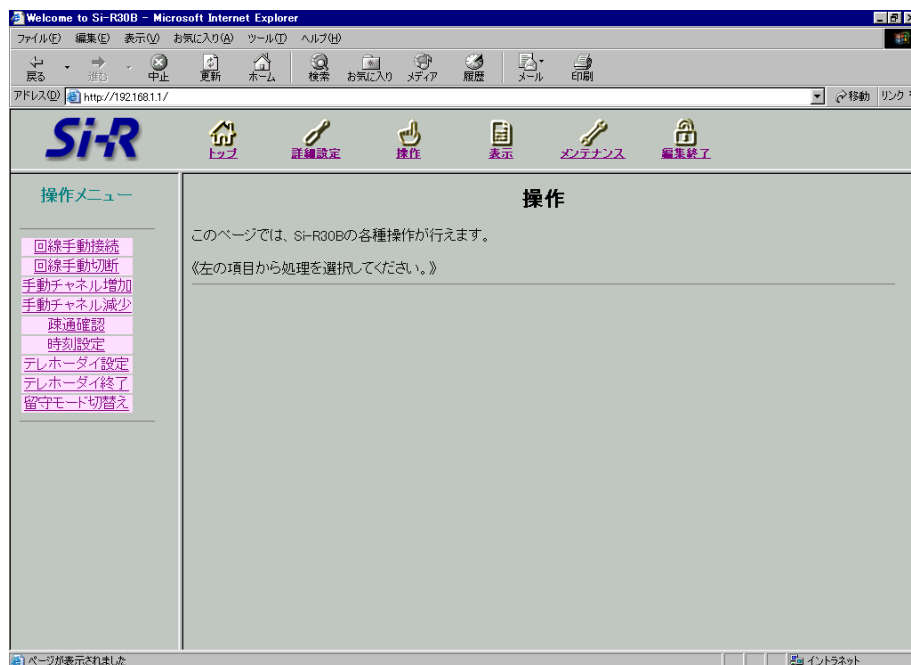 Welcome to Si-R30B - Microsoft Internet Explorer
ファイル(F) 編集(E) 表示(V) お気に入り(A) ツール(T) ヘルプ(H)
戻る 進む 中止 更新 ホーム 検索 お気に入り メディア 履歴 メール 印刷
アドレス(D) http://192.168.1.1/ 移動 リンク
Si-R トップ 詳細設定 操作 表示 メンテナンス 編集終了
操作メニュー
回線手動接続
回線手動切断
手動チャネル増加
手動チャネル減少
疎通確認
時刻設定
テレホーダイ設定
テレホーダイ終了
留守モード切替え
操作
このページでは、Si-R30Bの各種操作が行えます。
《左の項目から処理を選択してください。》
ページが表示されました イントラネット